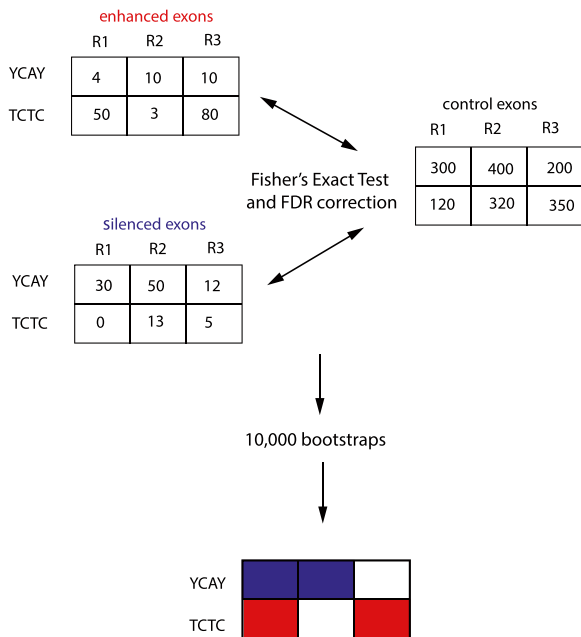 enhanced exons
R1 R2 R3
YCAY 4 10 10
TCTC 50 3 80
control exons
R1 R2 R3
300 400 200
120 320 350
Fisher's Exact Test
and FDR correction
silenced exons
R1 R2 R3
YCAY 30 50 12
TCTC 0 13 5
10,000 bootstraps
YCAY
TCTC